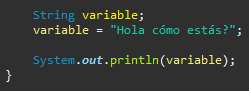 String variable;
variable = "Hola cómo estás?";
System.out.println(variable);
}